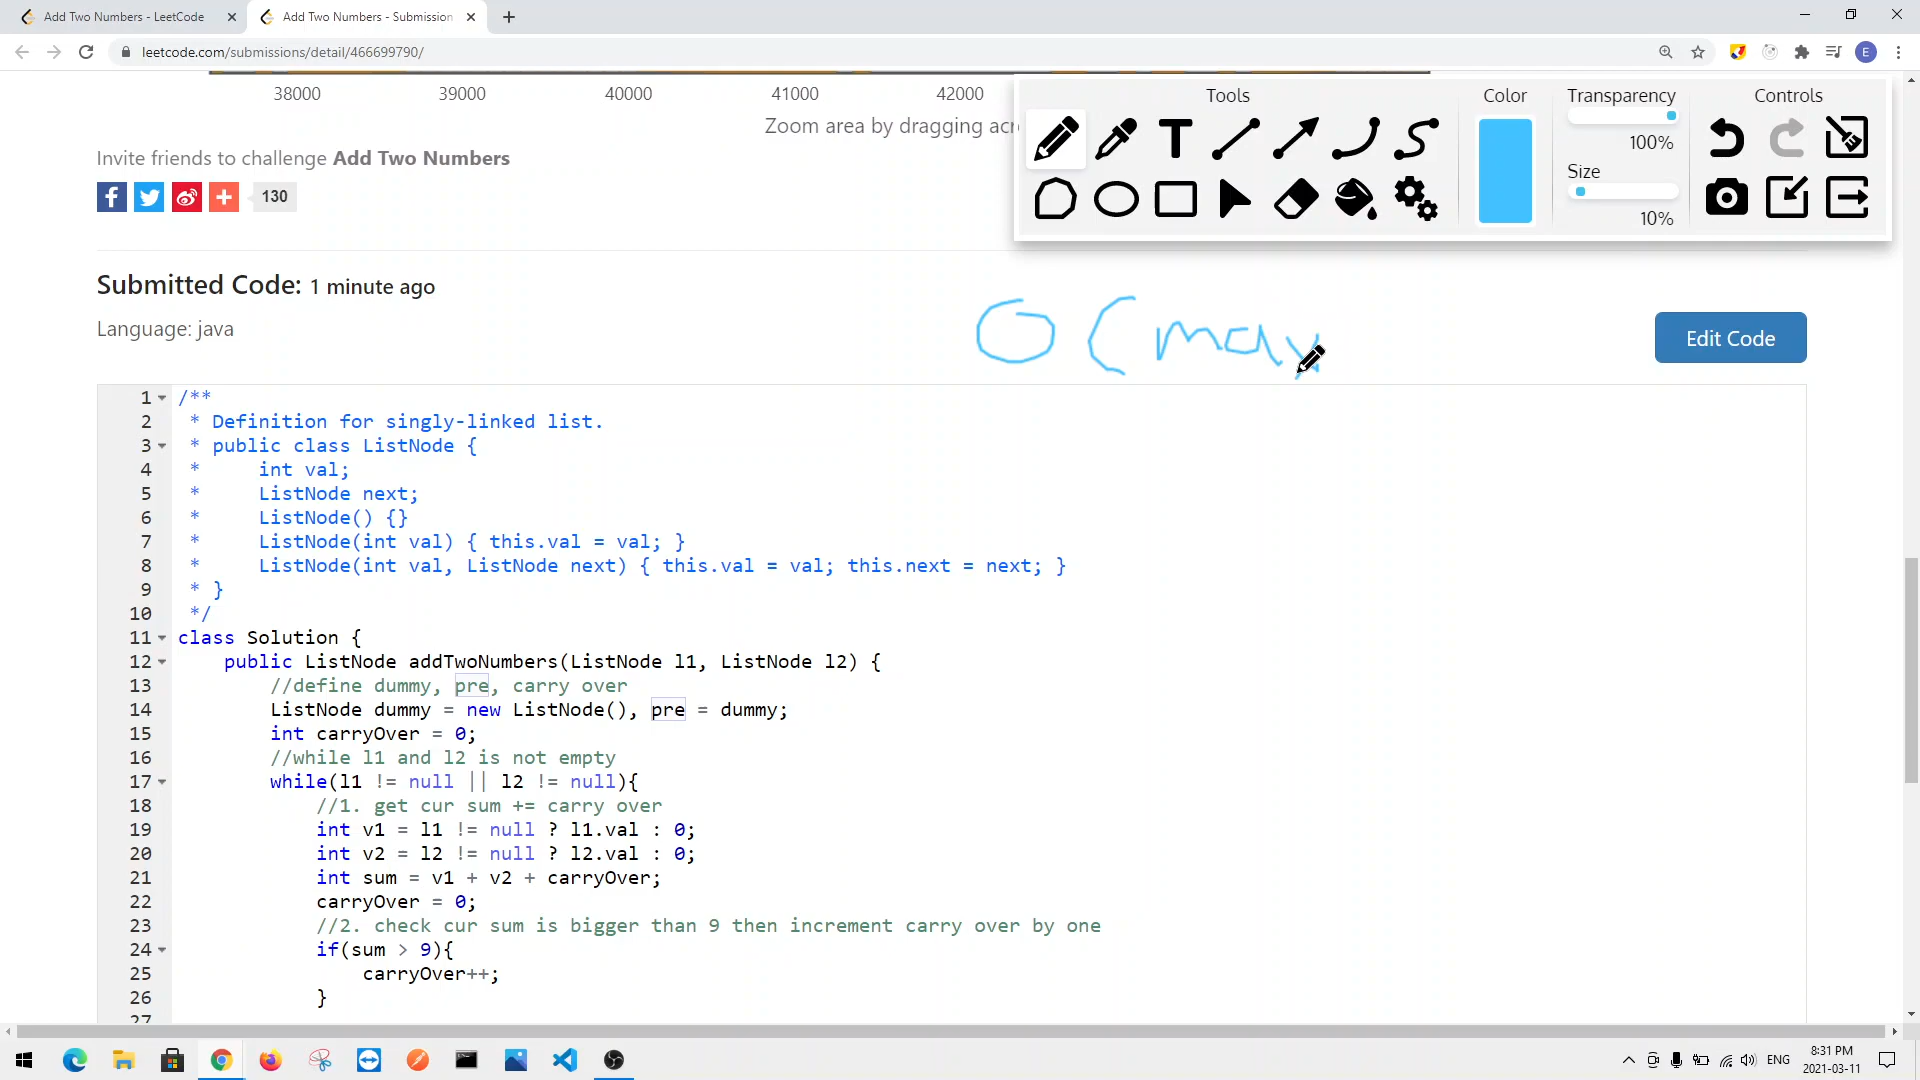 Add Two Numbers - LeetCode
Add Two Numbers - Submission
leetcode.com/submissions/detail/466699790/
E
38000 39000 40000 41000 42000
Zoom area by dragging acr
Tools Color Transparency Controls
100%
Size
10%
T
Invite friends to challenge Add Two Numbers
130
Submitted Code: 1 minute ago
Language: java
O(max
Edit Code
1 /**
2 * Definition for singly-linked list.
3 * public class ListNode {
4 * int val;
5 * ListNode next;
6 * ListNode() {}
7 * ListNode(int val) { this.val = val; }
8 * ListNode(int val, ListNode next) { this.val = val; this.next = next; }
9 * }
10 */
11 class Solution {
12 public ListNode addTwoNumbers(ListNode l1, ListNode l2) {
13 //define dummy, pre, carry over
14 ListNode dummy = new ListNode(), pre = dummy;
15 int carryOver = 0;
16 //while l1 and l2 is not empty
17 while(l1 != null || l2 != null){
18 //1. get cur sum += carry over
19 int v1 = l1 != null ? l1.val : 0;
20 int v2 = l2 != null ? l2.val : 0;
21 int sum = v1 + v2 + carryOver;
22 carryOver = 0;
23 //2. check cur sum is bigger than 9 then increment carry over by one
24 if(sum > 9){
25 carryOver++;
26 }
27
ENG
8:31 PM
2021-03-11